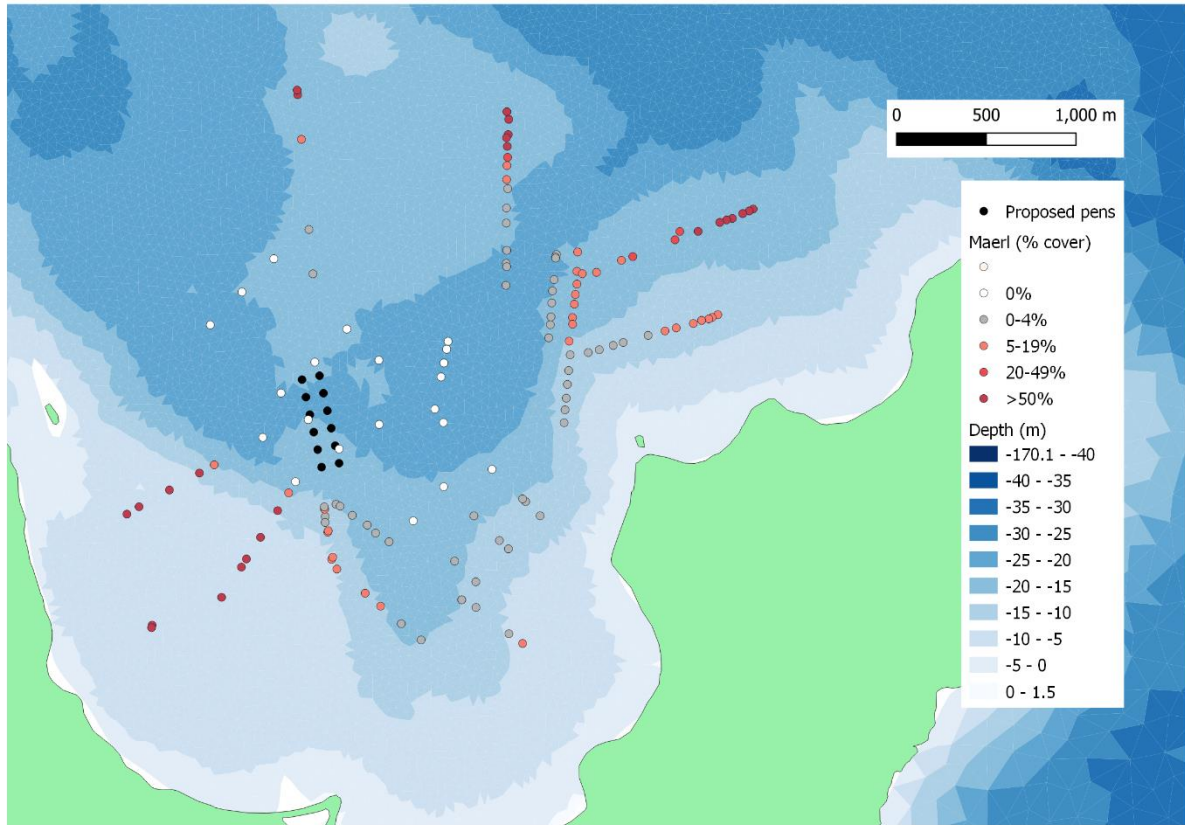 0 500 1,000 m
Proposed pens
Maerl (% cover)
0%
0-4%
5-19%
20-49%
>50%
Depth (m)
-170.1 - -40
-40 - -35
-35 - -30
-30 - -25
-25 - -20
-20 - -15
-15 - -10
-10 - -5
-5 - 0
0 - 1.5